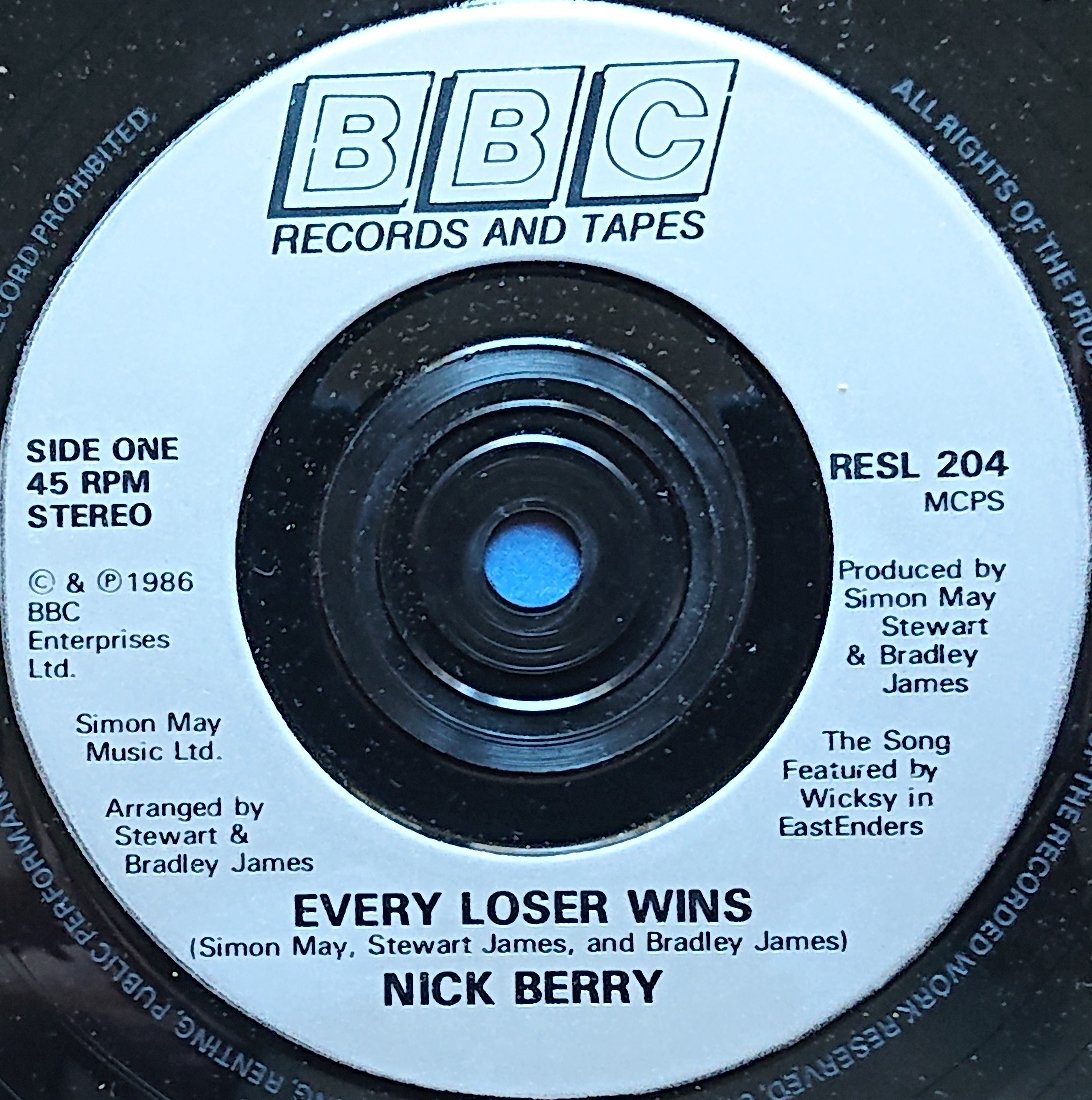 BBC
RECORDS AND TAPES
SIDE ONE
45 RPM
STEREO
© & ℗1986
BBC
Enterprises
Ltd.
Simon May
Music Ltd.
Arranged by
Stewart &
Bradley James
RESL 204
MCPS
Produced by
Simon May
Stewart
& Bradley
James
The Song
Featured by
Wicksy in
EastEnders
EVERY LOSER WINS
(Simon May, Stewart James, and Bradley James)
NICK BERRY
ALL RIGHTS OF THE
THE RECORDED WORK RESERVED,
RENTING, PUBLIC
RECORD PROHIBITED.